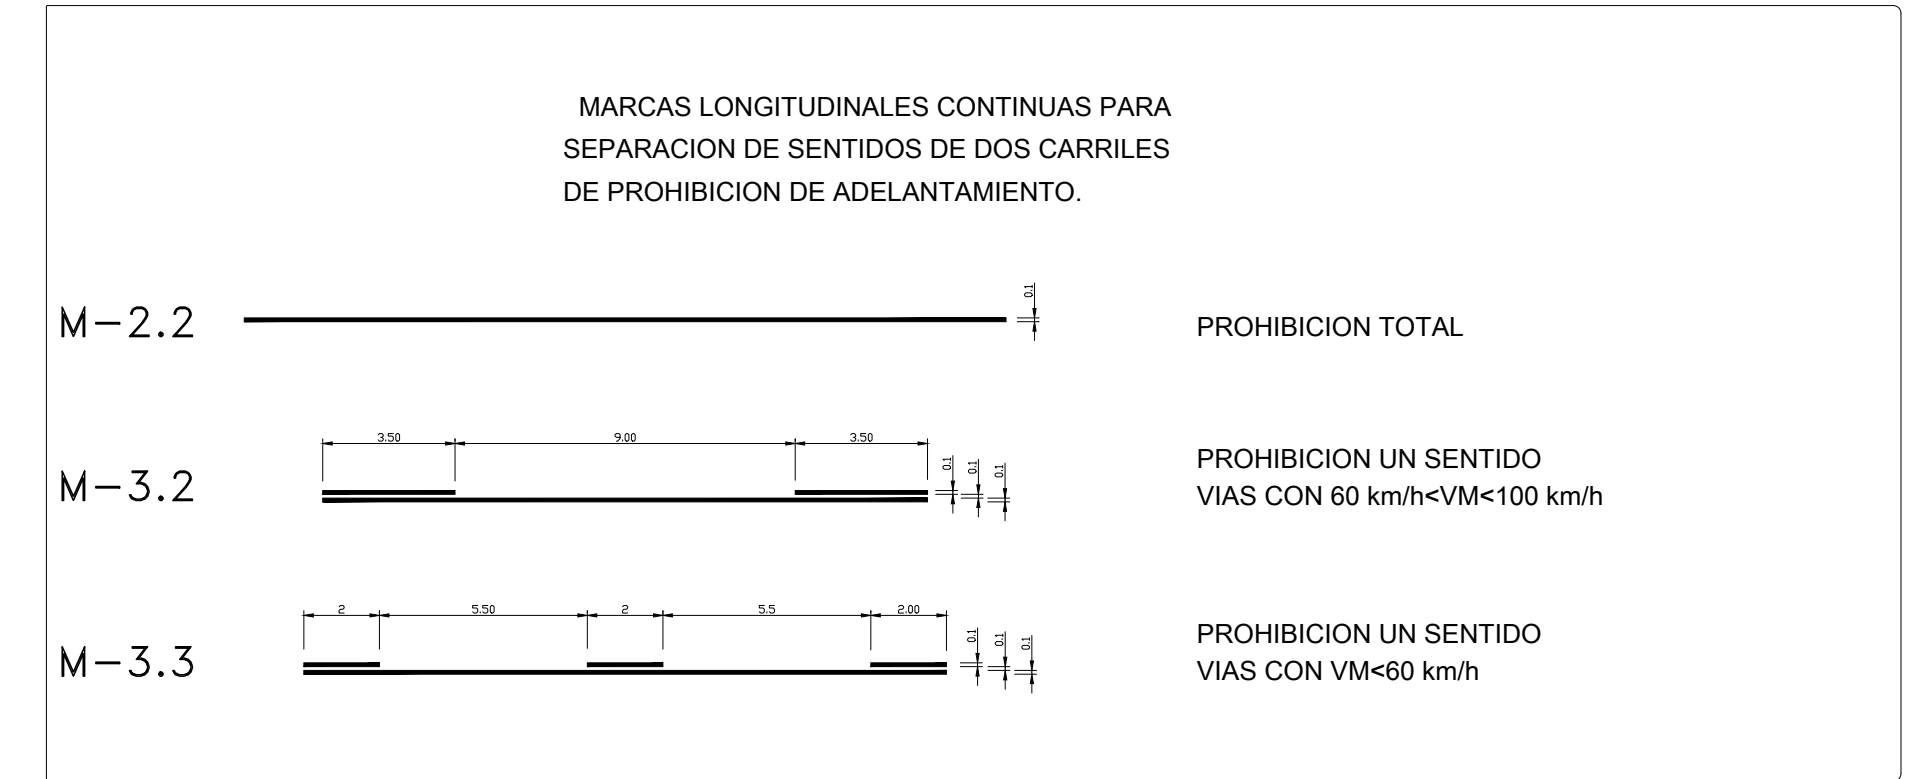 MARCAS LONGITUDINALES CONTINUAS PARA
SEPARACION DE SENTIDOS DE DOS CARRILES
DE PROHIBICION DE ADELANTAMIENTO.
0.1
M-2.2
PROHIBICION TOTAL
3.50 9.00 3.50
0.1 0.1 0.1
M-3.2
PROHIBICION UN SENTIDO
VIAS CON 60 km/h<VM<100 km/h
2 5.50 2 5.5 2.00
0.1 0.1 0.1
M-3.3
PROHIBICION UN SENTIDO
VIAS CON VM<60 km/h